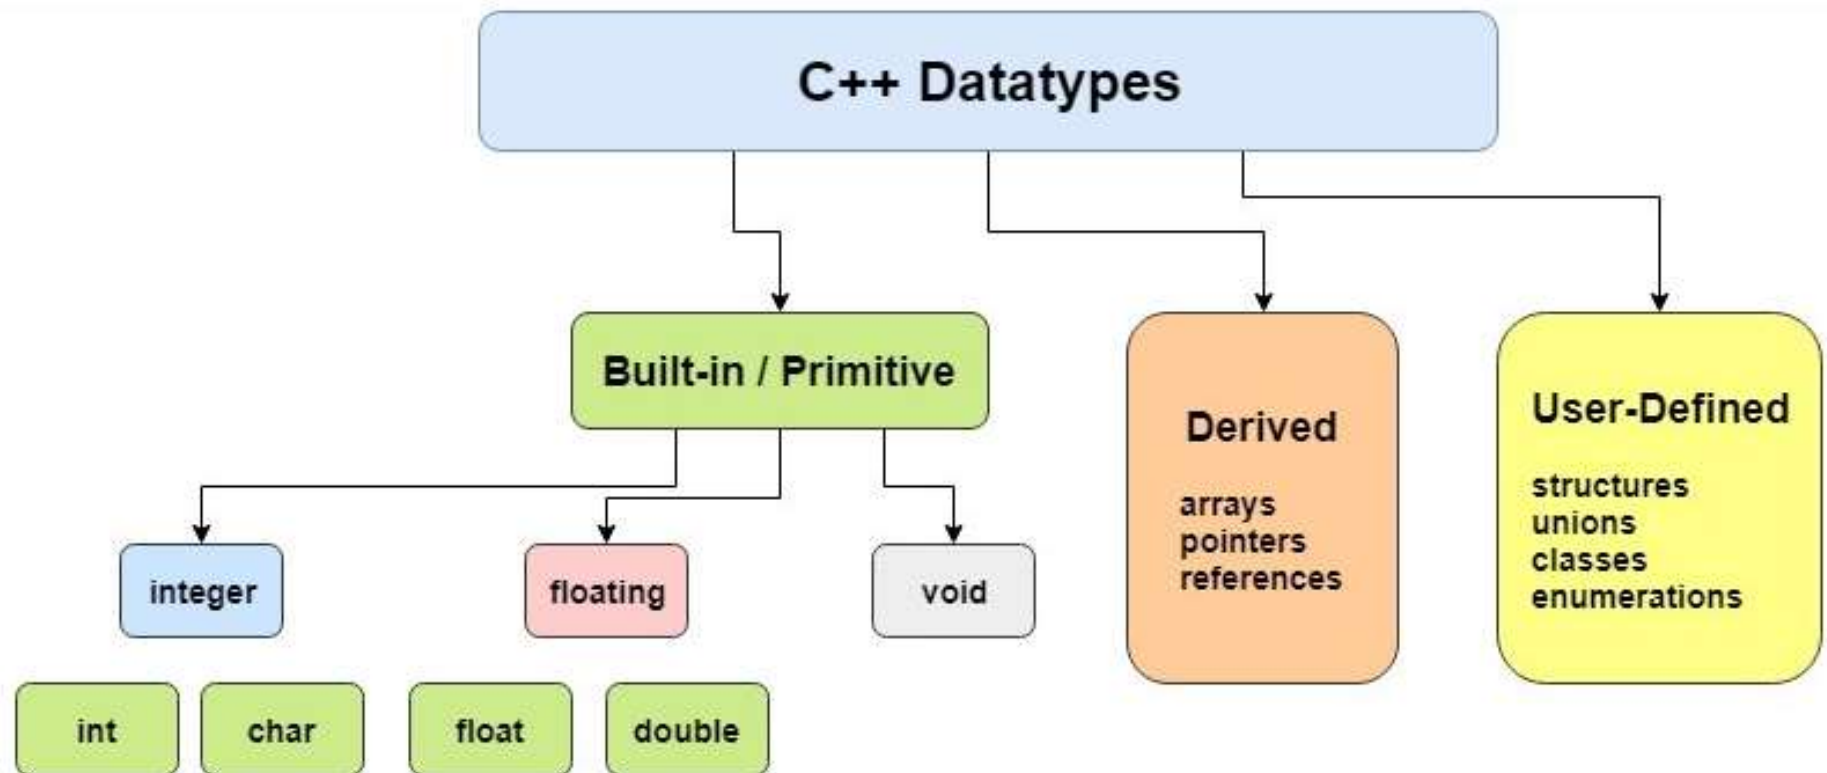 C++ Datatypes
Built-in / Primitive
Derived
arrays
pointers
references
User-Defined
structures
unions
classes
enumerations
integer
floating
void
int
char
float
double